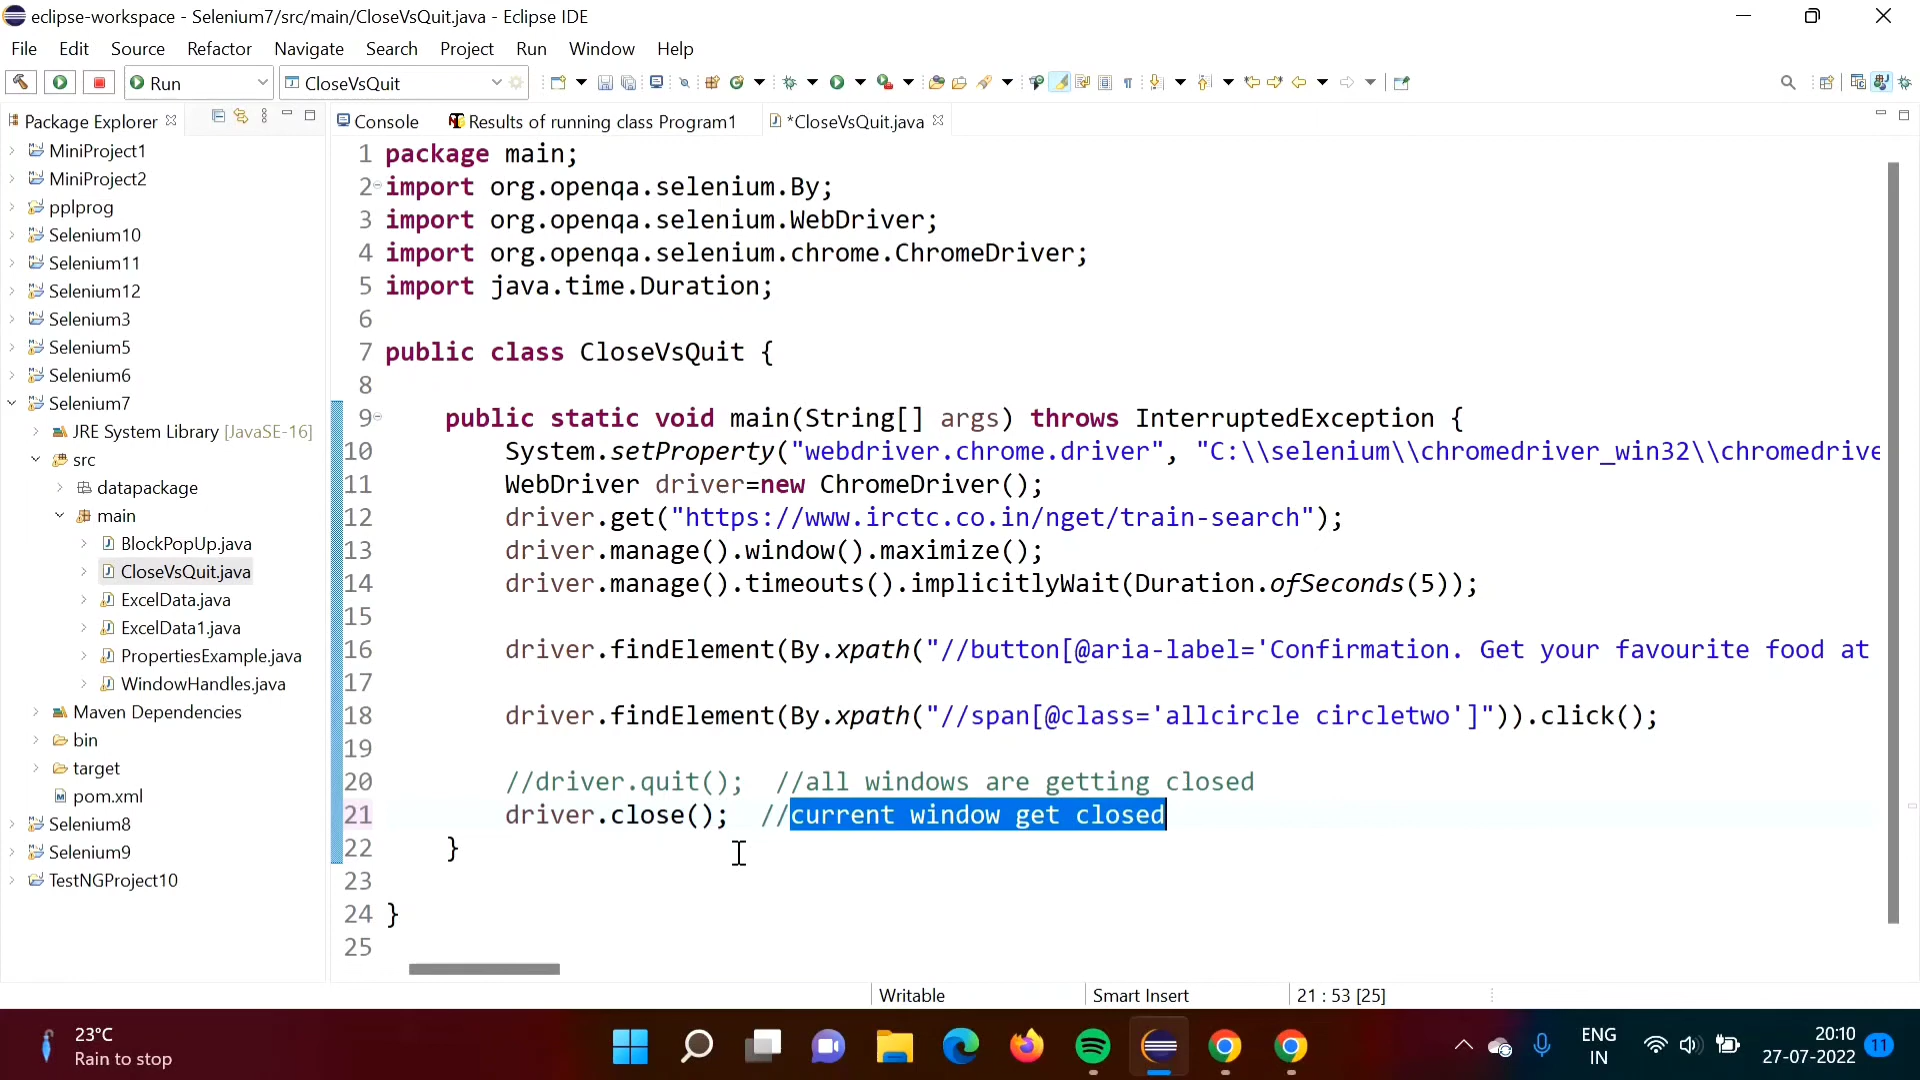 eclipse-workspace - Selenium7/src/main/CloseVsQuit.java - Eclipse IDE
File Edit Source Refactor Navigate Search Project Run Window Help
Run CloseVsQuit
Package Explorer
MiniProject1
MiniProject2
pplprog
Selenium10
Selenium11
Selenium12
Selenium3
Selenium5
Selenium6
Selenium7
JRE System Library [JavaSE-16]
src
datapackage
main
BlockPopUp.java
CloseVsQuit.java
ExcelData.java
ExcelData1.java
PropertiesExample.java
WindowHandles.java
Maven Dependencies
bin
target
pom.xml
Selenium8
Selenium9
TestNGProject10
Console Results of running class Program1 *CloseVsQuit.java
1 package main;
2 import org.openqa.selenium.By;
3 import org.openqa.selenium.WebDriver;
4 import org.openqa.selenium.chrome.ChromeDriver;
5 import java.time.Duration;
6
7 public class CloseVsQuit {
8
9 public static void main(String[] args) throws InterruptedException {
10 System.setProperty("webdriver.chrome.driver", "C:\\selenium\\chromedriver_win32\\chromedrive
11 WebDriver driver=new ChromeDriver();
12 driver.get("https://www.irctc.co.in/nget/train-search");
13 driver.manage().window().maximize();
14 driver.manage().timeouts().implicitlyWait(Duration.ofSeconds(5));
15
16 driver.findElement(By.xpath("//button[@aria-label='Confirmation. Get your favourite food at
17
18 driver.findElement(By.xpath("//span[@class='allcircle circletwo']")).click();
19
20 //driver.quit(); //all windows are getting closed
21 driver.close(); //current window get closed
22 }
23
24 }
25
Writable Smart Insert 21 : 53 [25]
23°C
Rain to stop
ENG
IN
20:10
27-07-2022
11